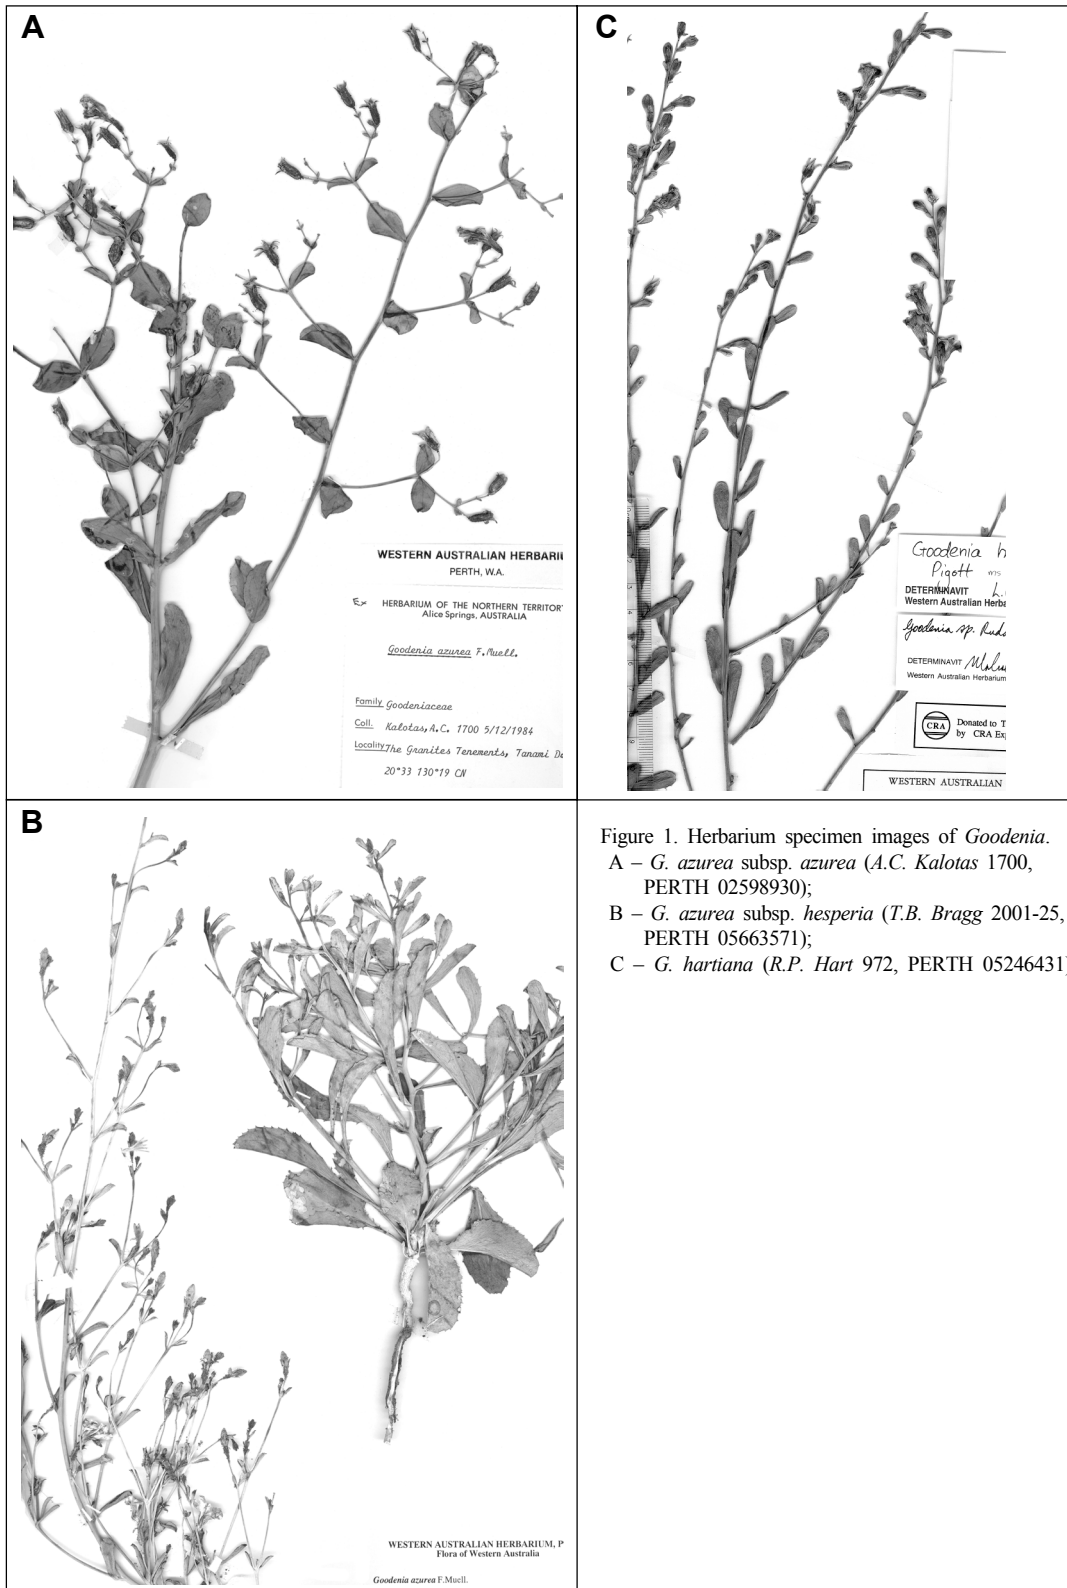 A
WESTERN AUSTRALIAN HERBARIU
PERTH, W.A.
Ex HERBARIUM OF THE NORTHERN TERRITOR
Alice Springs, AUSTRALIA
Goodenia azurea F.Muell.
Family Goodeniaceae
Coll. Kalotas, A.C. 1700 5/12/1984
Locality The Granites Tenements, Tanami De
20°33 130°19 CN
C
Goodenia h
Pigott ms
DETERMINAVIT L.
Western Australian Herba
Goodenia sp. Ruda
DETERMINAVIT
Western Australian Herbarium
CRA
Donated to T
by CRA Exp
WESTERN AUSTRALIAN
B
WESTERN AUSTRALIAN HERBARIUM, P
Flora of Western Australia
Goodenia azurea F.Muell.
Figure 1. Herbarium specimen images of Goodenia.
A – G. azurea subsp. azurea (A.C. Kalotas 1700,
PERTH 02598930);
B – G. azurea subsp. hesperia (T.B. Bragg 2001-25,
PERTH 05663571);
C – G. hartiana (R.P. Hart 972, PERTH 05246431)